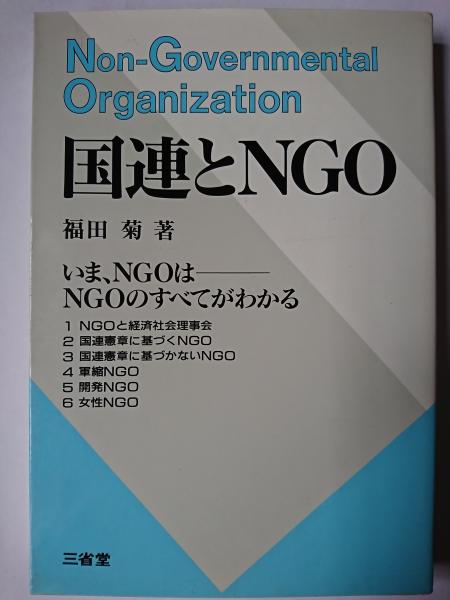 Non-Governmental
Organization
国連とNGO
福田 菊 著
いま、NGOは――
NGOのすべてがわかる
1 NGOと経済社会理事会
2 国連憲章に基づくNGO
3 国連憲章に基づかないNGO
4 軍縮NGO
5 開発NGO
6 女性NGO
三省堂